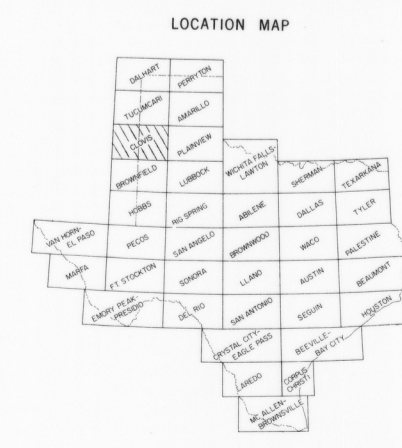 LOCATION MAP
DALHART PERRYTON
TUCUMCARI AMARILLO
CLOVIS PLAINVIEW
BROWNFIELD LUBBOCK WICHITA FALLS-
LAWTON SHERMAN TEXARKANA
HOBBS BIG SPRING ABILENE DALLAS TYLER
VAN HORN-
EL PASO PECOS SAN ANGELO BROWNWOOD WACO PALESTINE
MARFA FT. STOCKTON SONORA LLANO AUSTIN BEAUMONT
EMORY PEAK-
PRESIDIO DEL RIO SAN ANTONIO SEGUIN HOUSTON
CRYSTAL CITY-
EAGLE PASS BEEVILLE-
BAY CITY
LAREDO CORPUS
CHRISTI
MC ALLEN-
BROWNSVILLE